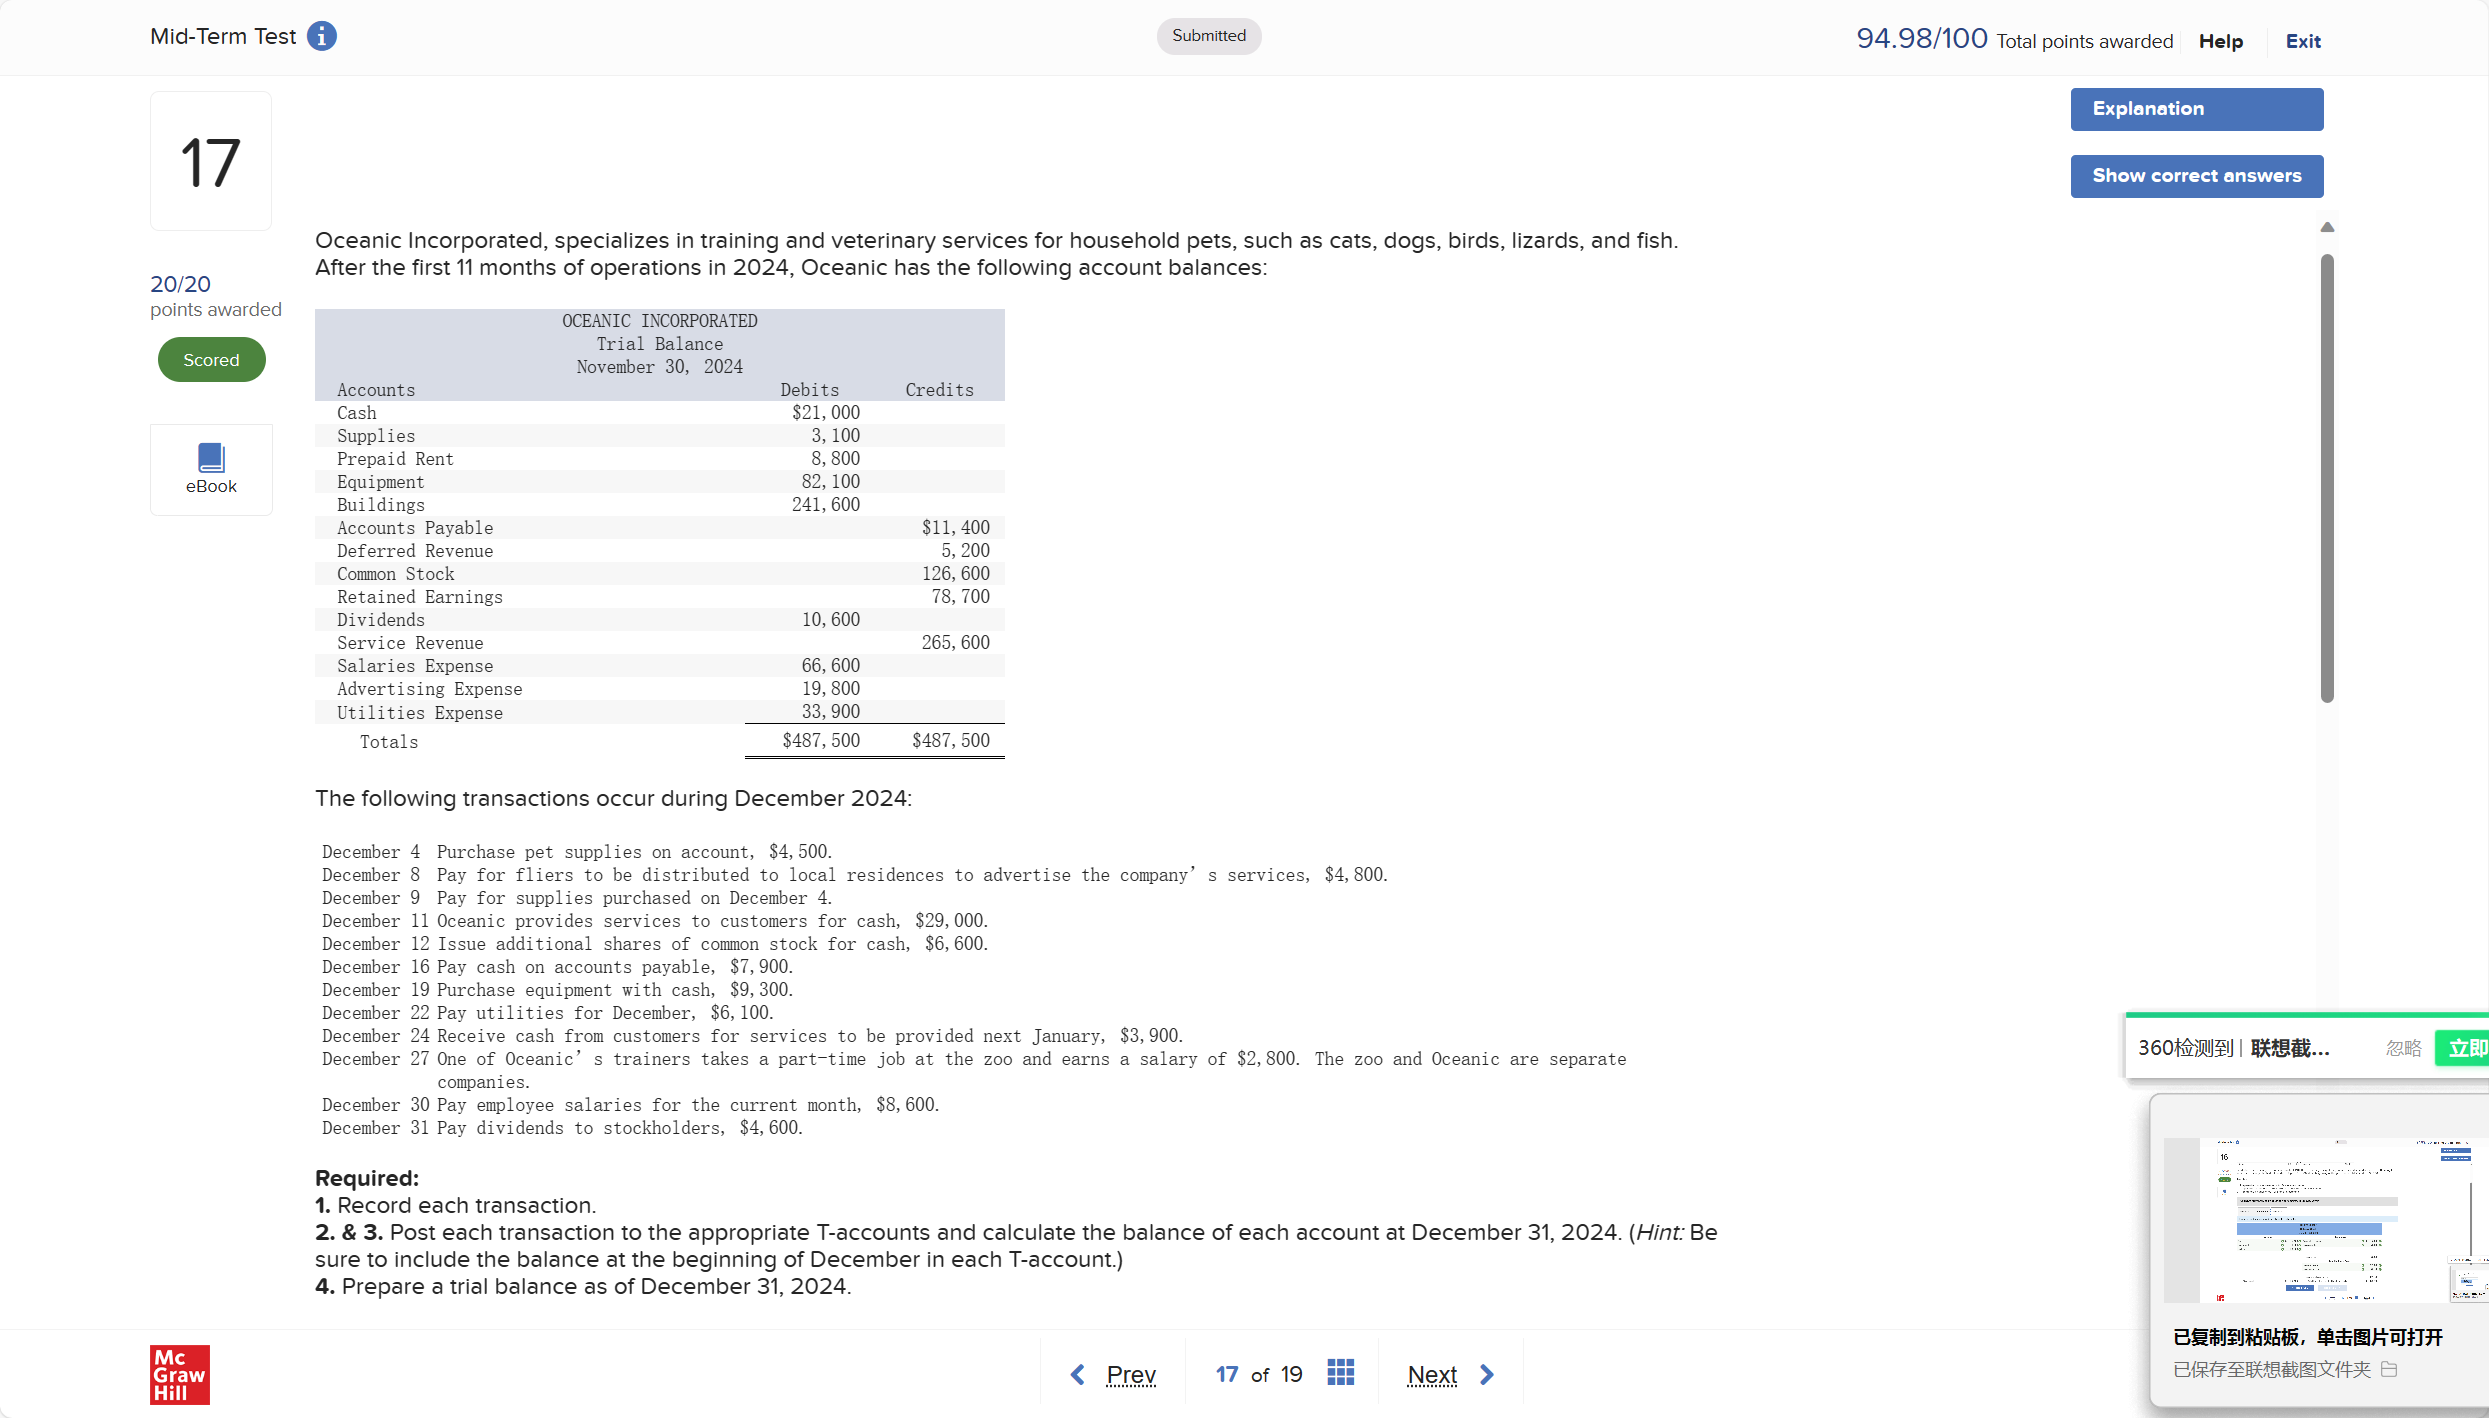 Mid-Term Test i
Submitted
94.98/100 Total points awarded
Help
Exit
17
20/20
points awarded
Scored
eBook
Explanation
Show correct answers
Oceanic Incorporated, specializes in training and veterinary services for household pets, such as cats, dogs, birds, lizards, and fish.
After the first 11 months of operations in 2024, Oceanic has the following account balances:
OCEANIC INCORPORATED
Trial Balance
November 30, 2024
Accounts Debits Credits
Cash $21,000
Supplies 3,100
Prepaid Rent 8,800
Equipment 82,100
Buildings 241,600
Accounts Payable $11,400
Deferred Revenue 5,200
Common Stock 126,600
Retained Earnings 78,700
Dividends 10,600
Service Revenue 265,600
Salaries Expense 66,600
Advertising Expense 19,800
Utilities Expense 33,900
Totals $487,500 $487,500
The following transactions occur during December 2024:
December 4 Purchase pet supplies on account, $4,500.
December 8 Pay for fliers to be distributed to local residences to advertise the company’s services, $4,800.
December 9 Pay for supplies purchased on December 4.
December 11 Oceanic provides services to customers for cash, $29,000.
December 12 Issue additional shares of common stock for cash, $6,600.
December 16 Pay cash on accounts payable, $7,900.
December 19 Purchase equipment with cash, $9,300.
December 22 Pay utilities for December, $6,100.
December 24 Receive cash from customers for services to be provided next January, $3,900.
December 27 One of Oceanic’s trainers takes a part-time job at the zoo and earns a salary of $2,800. The zoo and Oceanic are separate
companies.
December 30 Pay employee salaries for the current month, $8,600.
December 31 Pay dividends to stockholders, $4,600.
Required:
1. Record each transaction.
2. & 3. Post each transaction to the appropriate T-accounts and calculate the balance of each account at December 31, 2024. (Hint: Be
sure to include the balance at the beginning of December in each T-account.)
4. Prepare a trial balance as of December 31, 2024.
Mc
Graw
Hill
Prev
17 of 19
Next
360检测到 | 联想截...
忽略
立即
16
已复制到粘贴板，单击图片可打开
已保存至联想截图文件夹